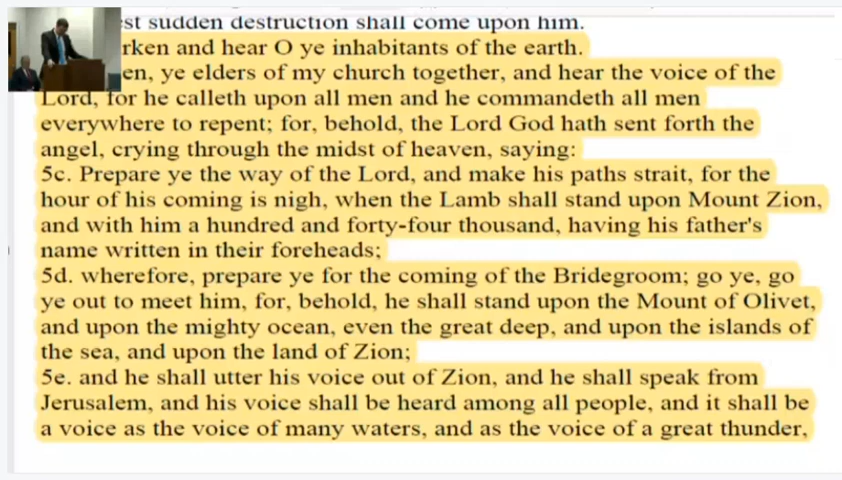 st sudden destruction shall come upon him.
rken and hear O ye inhabitants of the earth.
en, ye elders of my church together, and hear the voice of the
Lord, for he calleth upon all men and he commandeth all men
everywhere to repent; for, behold, the Lord God hath sent forth the
angel, crying through the midst of heaven, saying:
5c. Prepare ye the way of the Lord, and make his paths strait, for the
hour of his coming is nigh, when the Lamb shall stand upon Mount Zion,
and with him a hundred and forty-four thousand, having his father's
name written in their foreheads;
5d. wherefore, prepare ye for the coming of the Bridegroom; go ye, go
ye out to meet him, for, behold, he shall stand upon the Mount of Olivet,
and upon the mighty ocean, even the great deep, and upon the islands of
the sea, and upon the land of Zion;
5e. and he shall utter his voice out of Zion, and he shall speak from
Jerusalem, and his voice shall be heard among all people, and it shall be
a voice as the voice of many waters, and as the voice of a great thunder,